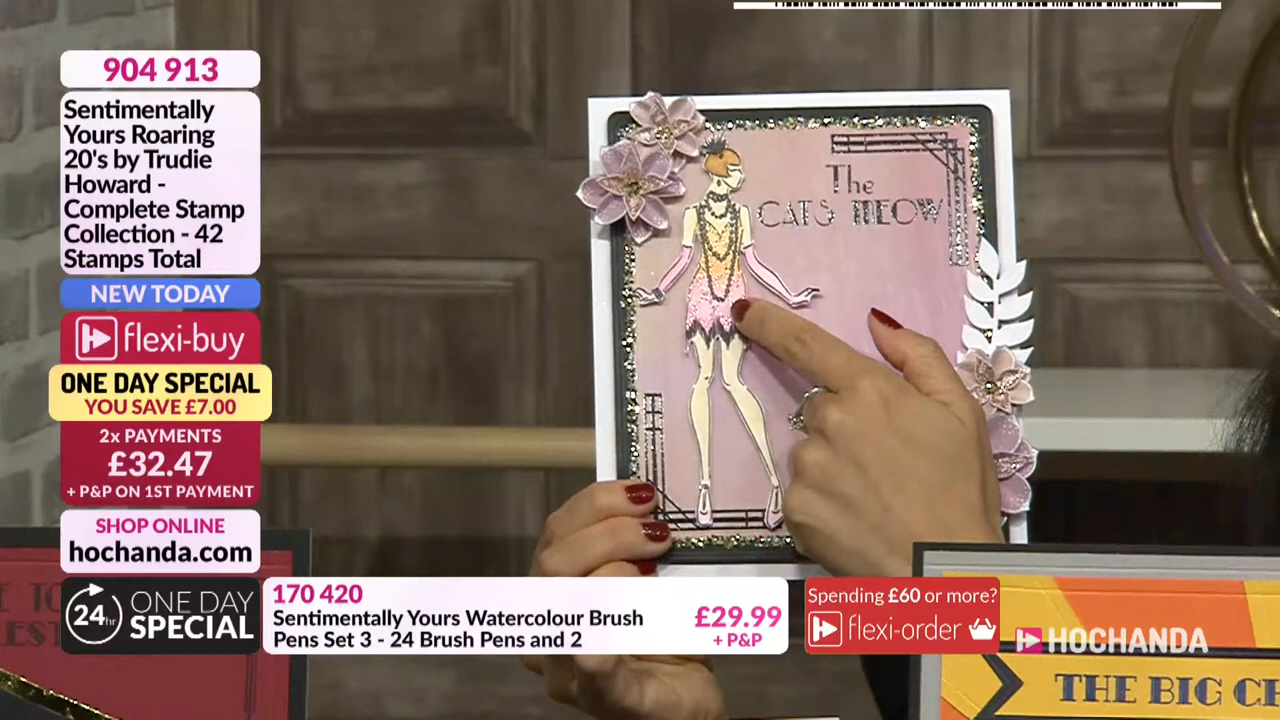 904 913
Sentimentally
Yours Roaring
20's by Trudie
Howard -
Complete Stamp
Collection - 42
Stamps Total
NEW TODAY
flexi-buy
ONE DAY SPECIAL
YOU SAVE £7.00
2x PAYMENTS
£32.47
+ P&P ON 1ST PAYMENT
SHOP ONLINE
hochanda.com
The
CATS MEOW
24hr
ONE DAY
SPECIAL
170 420
Sentimentally Yours Watercolour Brush
Pens Set 3 - 24 Brush Pens and 2
£29.99
+ P&P
Spending £60 or more?
flexi-order
HOCHANDA
THE BIG